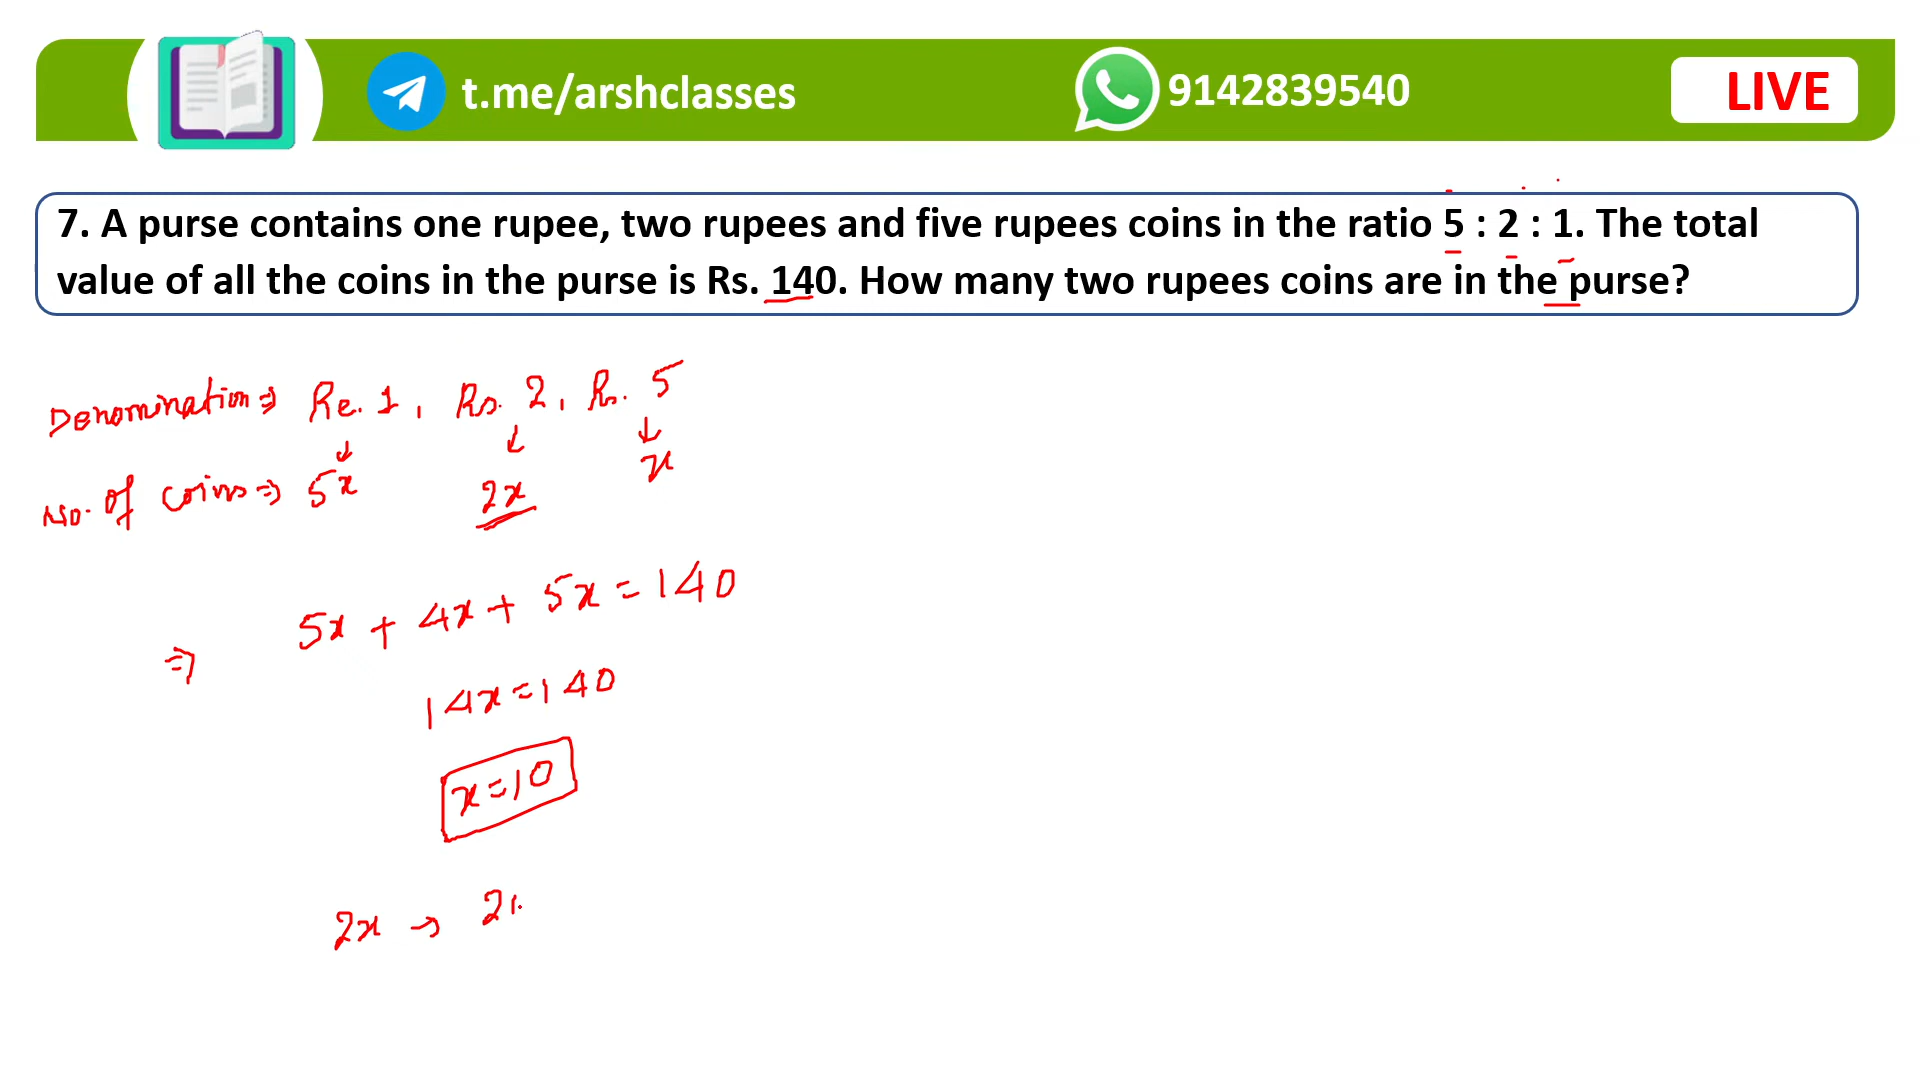 t.me/arshclasses 9142839540 LIVE
7. A purse contains one rupee, two rupees and five rupees coins in the ratio 5 : 2 : 1. The total
value of all the coins in the purse is Rs. 140. How many two rupees coins are in the purse?
Denomination ⇒ Re. 1, Rs. 2, Rs. 5
↓ ↓ ↓
No. of coins ⇒ 5x 2x x
⇒ 5x + 4x + 5x = 140
14x = 140
x = 10
2x → 2